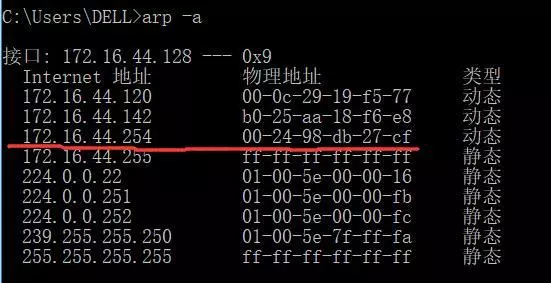 C:\Users\DELL>arp -a
接口: 172.16.44.128 --- 0x9
Internet 地址 物理地址 类型
172.16.44.120 00-0c-29-19-f5-77 动态
172.16.44.142 b0-25-aa-18-f6-e8 动态
172.16.44.254 00-24-98-db-27-cf 动态
172.16.44.255 ff-ff-ff-ff-ff-ff 静态
224.0.0.22 01-00-5e-00-00-16 静态
224.0.0.251 01-00-5e-00-00-fb 静态
224.0.0.252 01-00-5e-00-00-fc 静态
239.255.255.250 01-00-5e-7f-ff-fa 静态
255.255.255.255 ff-ff-ff-ff-ff-ff 静态